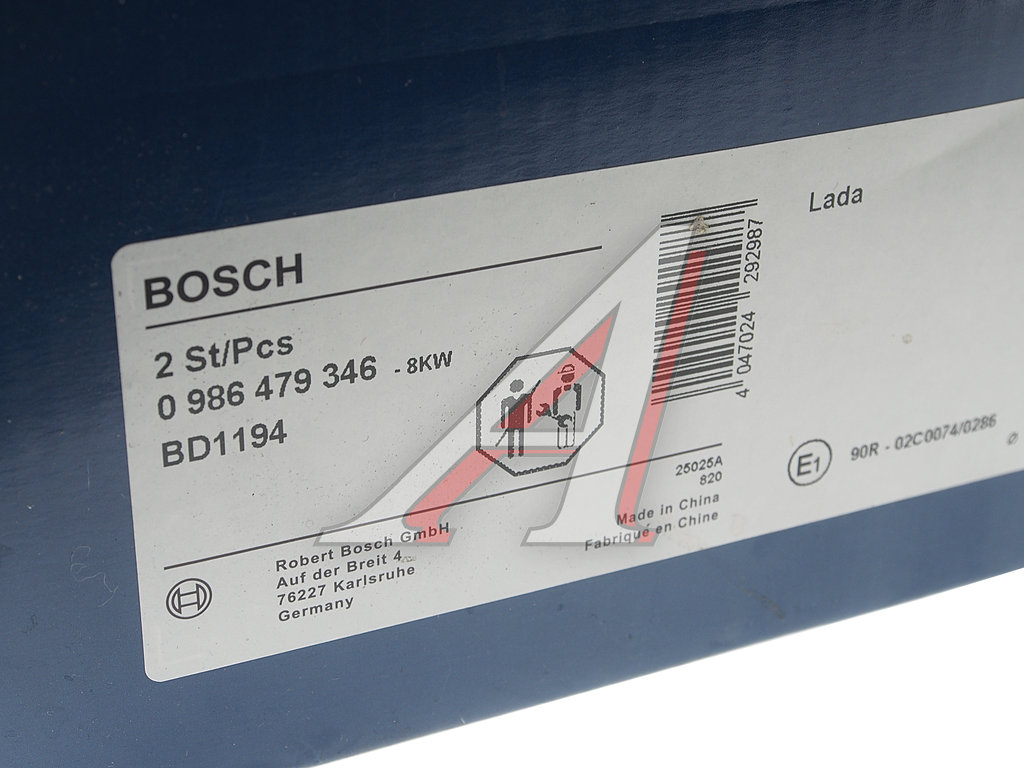 BOSCH
2 St/Pcs
0 986 479 346 - 8KW
BD1194
Robert Bosch GmbH
Auf der Breit 4
76227 Karlsruhe
Germany
25025A
820
Made in China
Fabriqué en Chine
4 047024 292987
Lada
E1 90R - 02C0074/0286